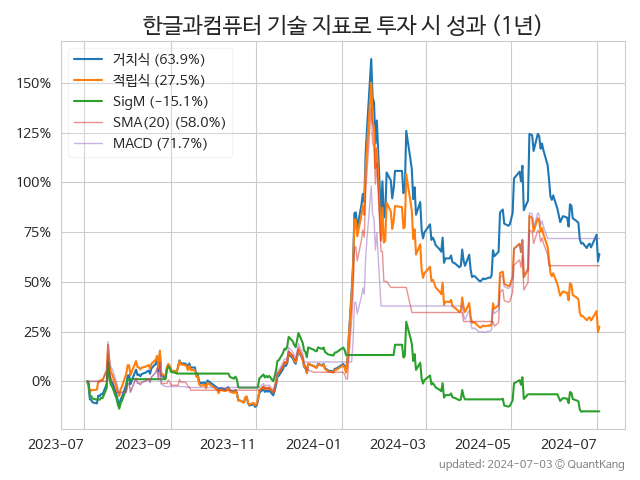 한글과컴퓨터 기술 지표로 투자 시 성과 (1년)
거치식 (63.9%)
적립식 (27.5%)
SigM (-15.1%)
SMA(20) (58.0%)
MACD (71.7%)
150%
125%
100%
75%
50%
25%
0%
2023-07 2023-09 2023-11 2024-01 2024-03 2024-05 2024-07
updated: 2024-07-03 © QuantKang